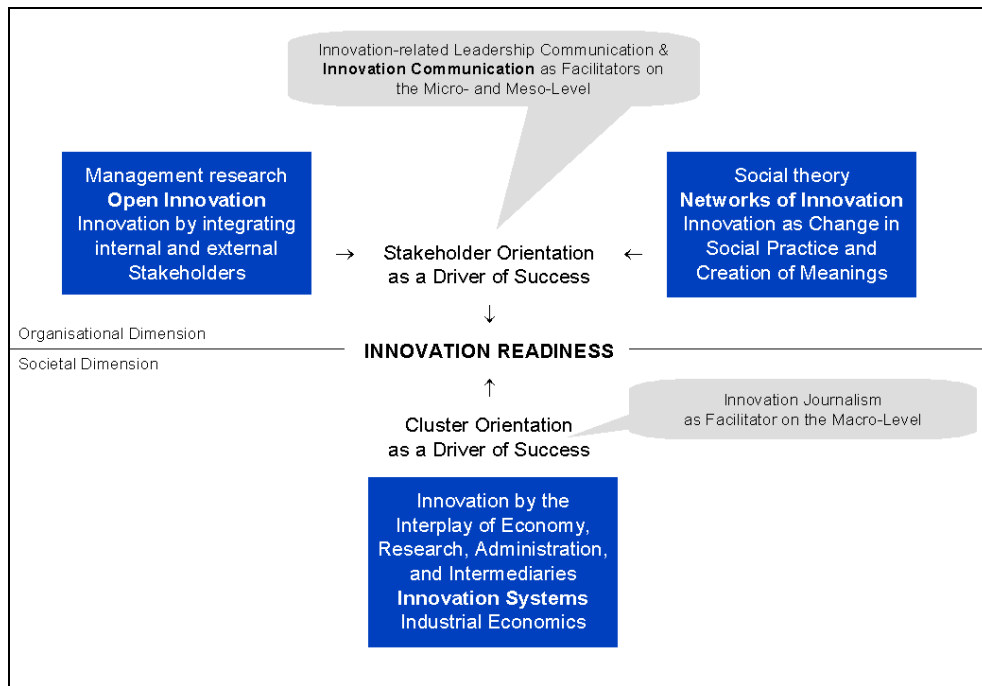 Innovation-related Leadership Communication &
Innovation Communication as Facilitators on
the Micro- and Meso-Level
Management research
Open Innovation
Innovation by integrating
internal and external
Stakeholders
Social theory
Networks of Innovation
Innovation as Change in
Social Practice and
Creation of Meanings
→ Stakeholder Orientation ←
as a Driver of Success
↓
Organisational Dimension
INNOVATION READINESS
Societal Dimension
↑
Innovation Journalism
as Facilitator on the Macro-Level
Cluster Orientation
as a Driver of Success
Innovation by the
Interplay of Economy,
Research, Administration,
and Intermediaries
Innovation Systems
Industrial Economics